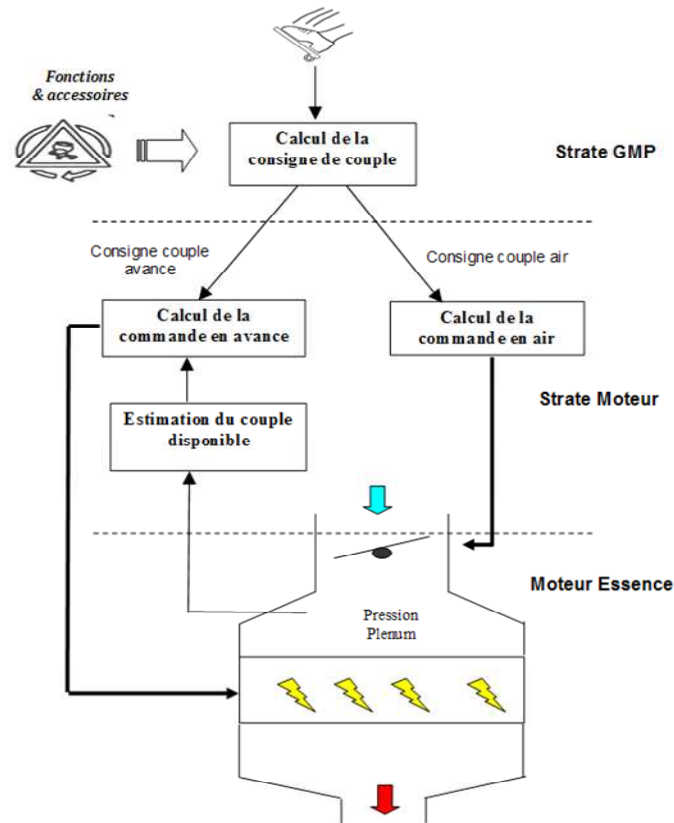 Fonctions
& accessoires
Calcul de la
consigne de couple
Strate GMP
Consigne couple
avance
Consigne couple air
Calcul de la
commande en avance
Calcul de la
commande en air
Strate Moteur
Estimation du couple
disponible
Moteur Essence
Pression
Plenum